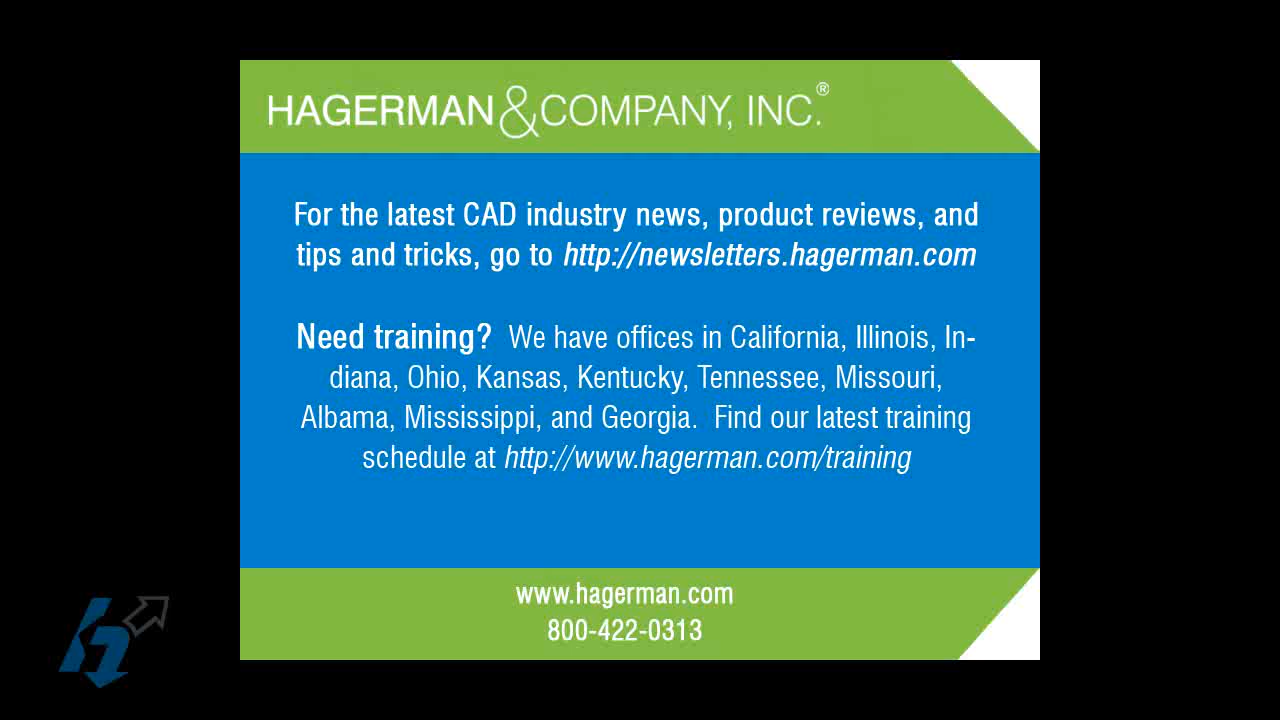 HAGERMAN &COMPANY, INC.®
For the latest CAD industry news, product reviews, and
tips and tricks, go to http://newsletters.hagerman.com
Need training? We have offices in California, Illinois, In-
diana, Ohio, Kansas, Kentucky, Tennessee, Missouri,
Albama, Mississippi, and Georgia. Find our latest training
schedule at http://www.hagerman.com/training
www.hagerman.com
800-422-0313